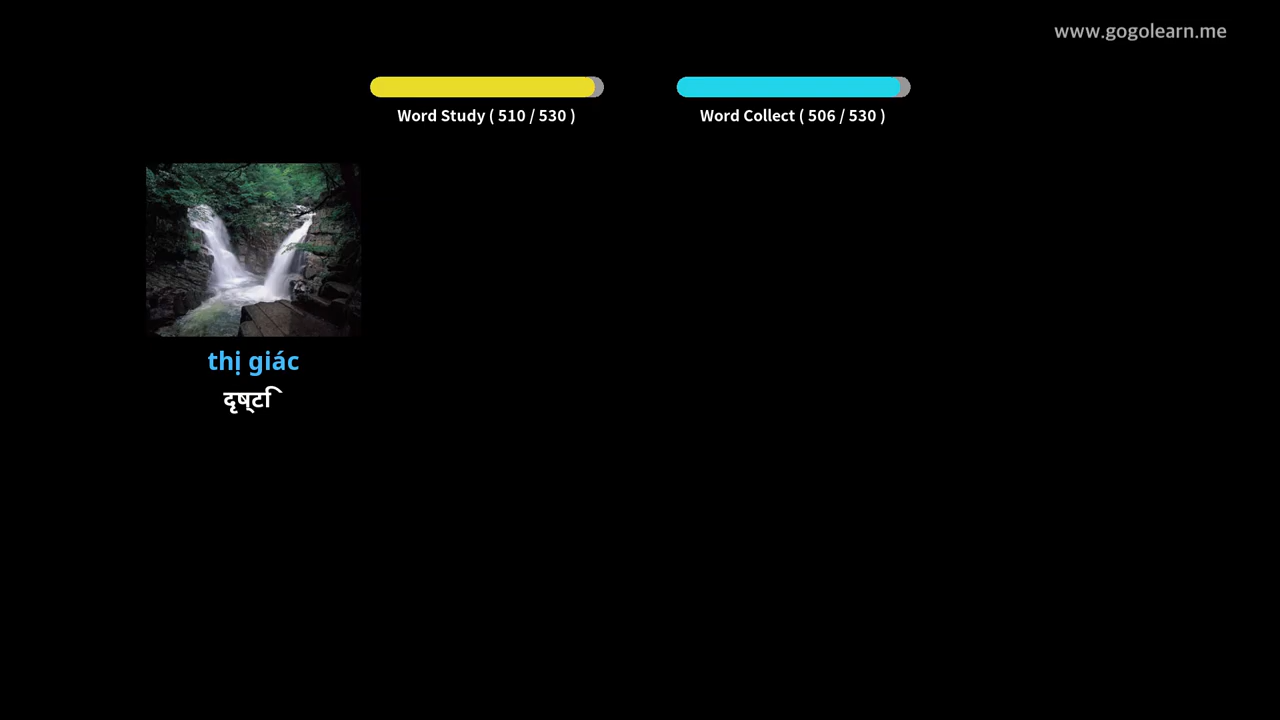 www.gogolearn.me
Word Study ( 510 / 530 )
Word Collect ( 506 / 530 )
thị giác
दृष्टि